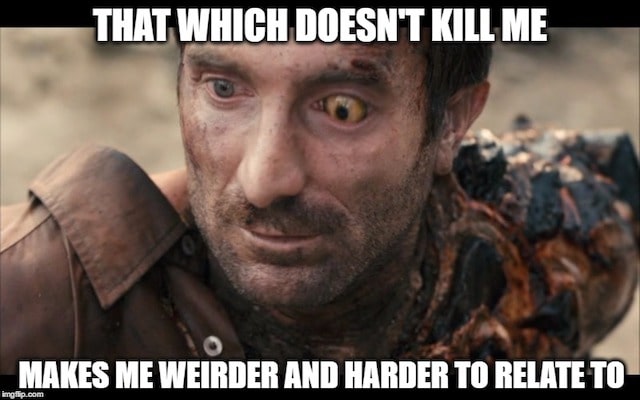 THAT WHICH DOESN'T KILL ME
MAKES ME WEIRDER AND HARDER TO RELATE TO
imgflip.com